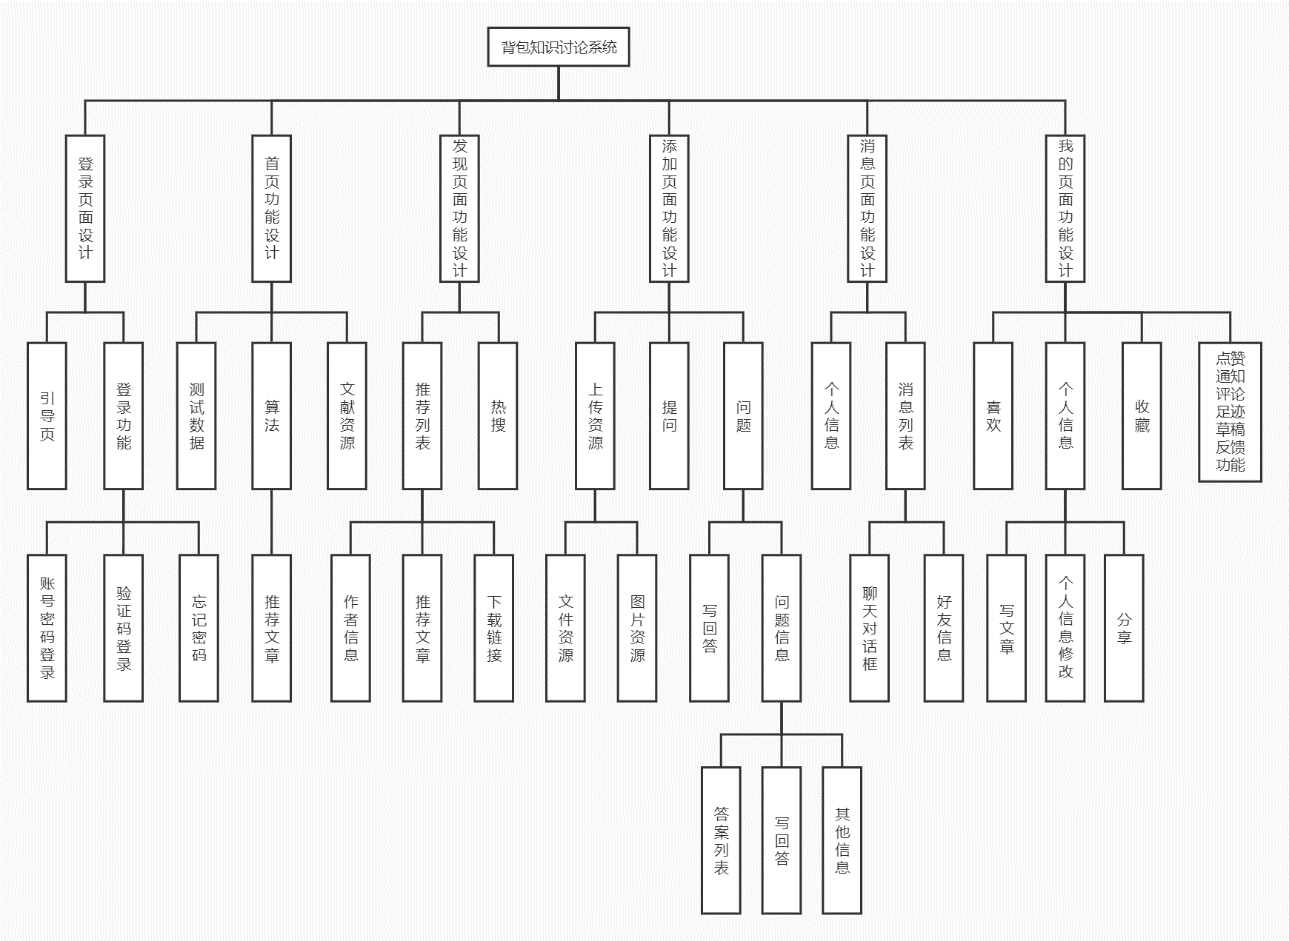 背包知识讨论系统
登录页面设计
首页功能设计
发现页面功能设计
添加页面功能设计
消息页面功能设计
我的页面功能设计
引导页
登录功能
测试数据
算法
文献资源
推荐列表
热搜
上传资源
提问
问题
个人信息
消息列表
喜欢
个人信息
收藏
点赞
通知
评论
足迹
草稿
反馈
功能
账号密码登录
验证码登录
忘记密码
推荐文章
作者信息
推荐文章
下载链接
文件资源
图片资源
写回答
问题信息
聊天对话框
好友信息
写文章
个人信息修改
分享
答案列表
写回答
其他信息